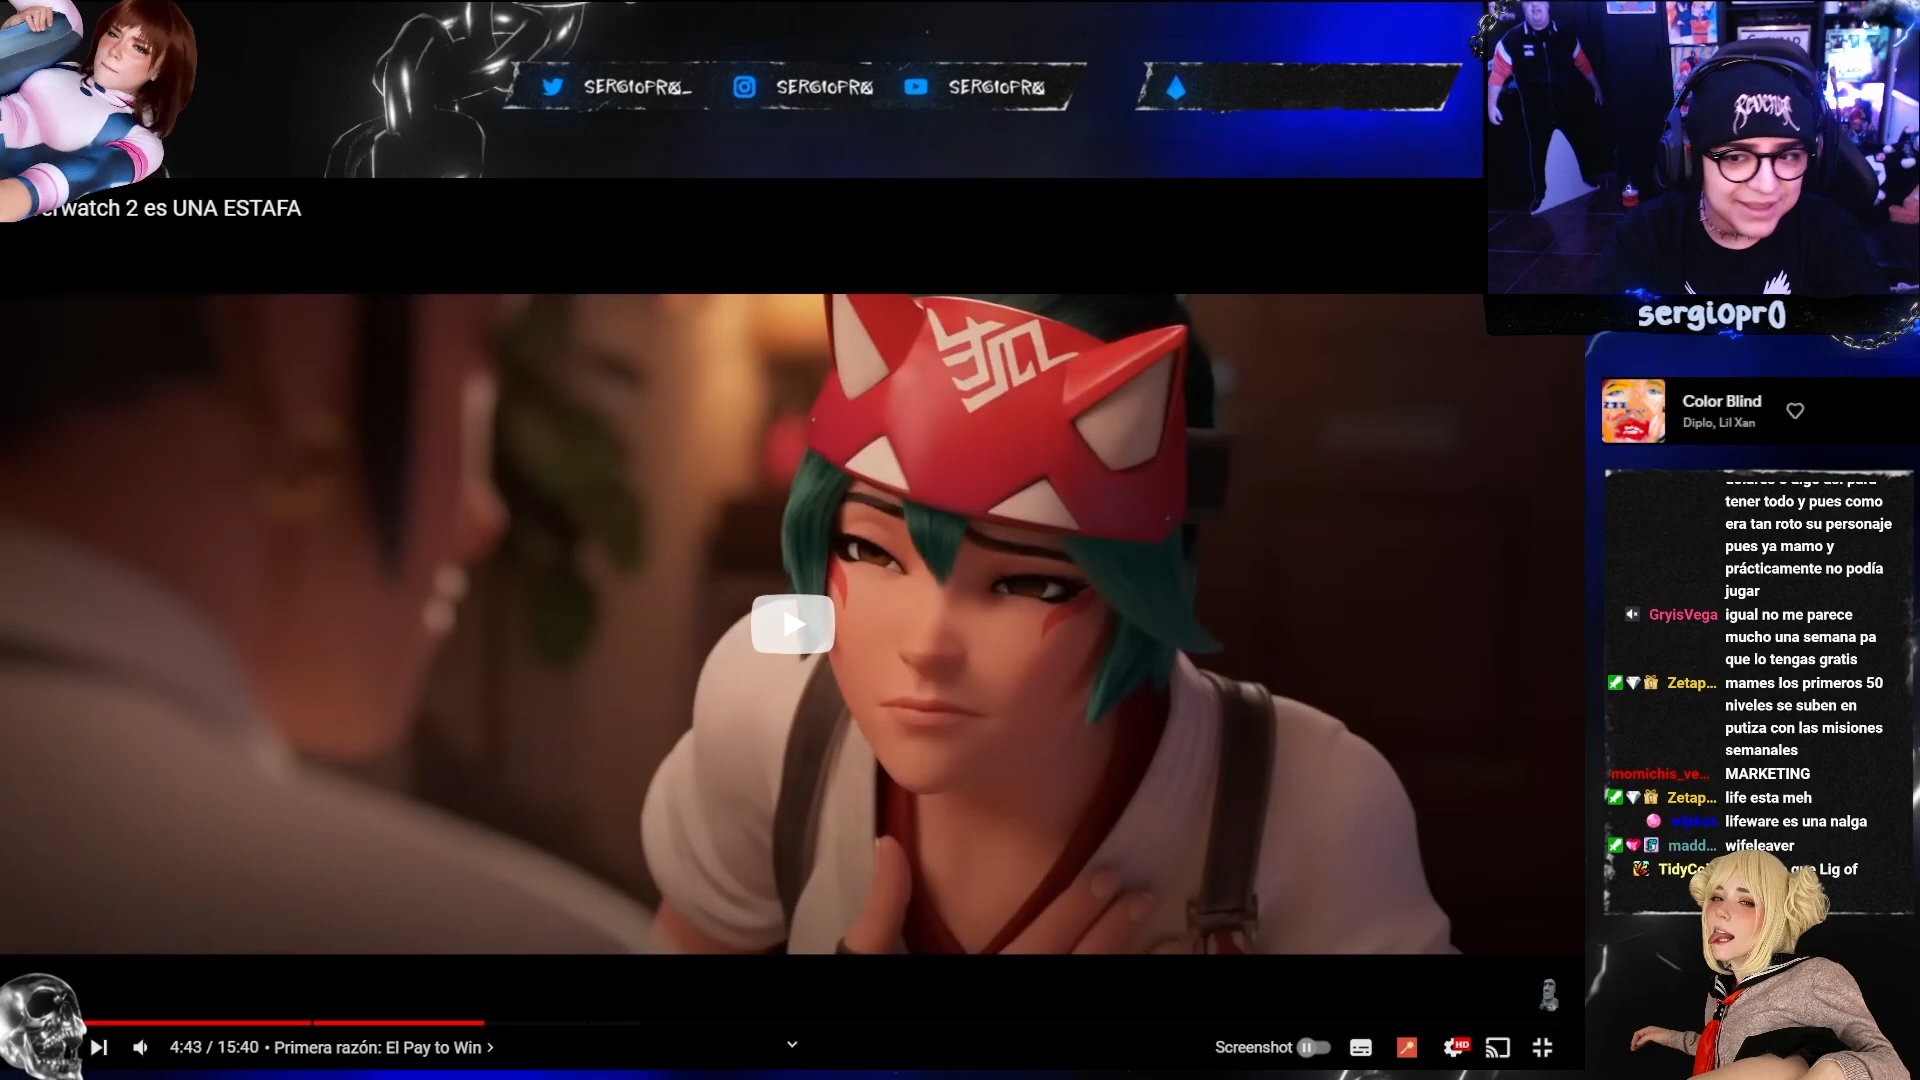 SERGIOPR0_
SERGIOPR0
SERGIOPR0
REVENGE
erwatch 2 es UNA ESTAFA
sergiopr0
Color Blind
Diplo, Lil Xan
tener todo y pues como
era tan roto su personaje
pues ya mamo y
prácticamente no podía
jugar
GryisVega igual no me parece
mucho una semana pa
que lo tengas gratis
Zetap... mames los primeros 50
niveles se suben en
putiza con las misiones
semanales
momichis_ve... MARKETING
Zetap... life esta meh
lifeware es una nalga
madd... wifeleaver
Lig of
4:43 / 15:40 • Primera razón: El Pay to Win
Screenshot
HD